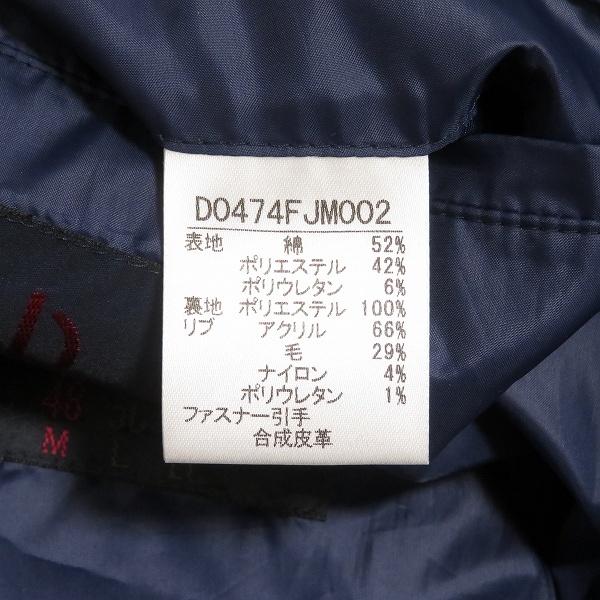 D0474FJM002
表地 綿 52%
ポリエステル 42%
ポリウレタン 6%
裏地 ポリエステル 100%
リブ アクリル 66%
毛 29%
ナイロン 4%
ポリウレタン 1%
ファスナー引手
合成皮革
D
48
M L LL